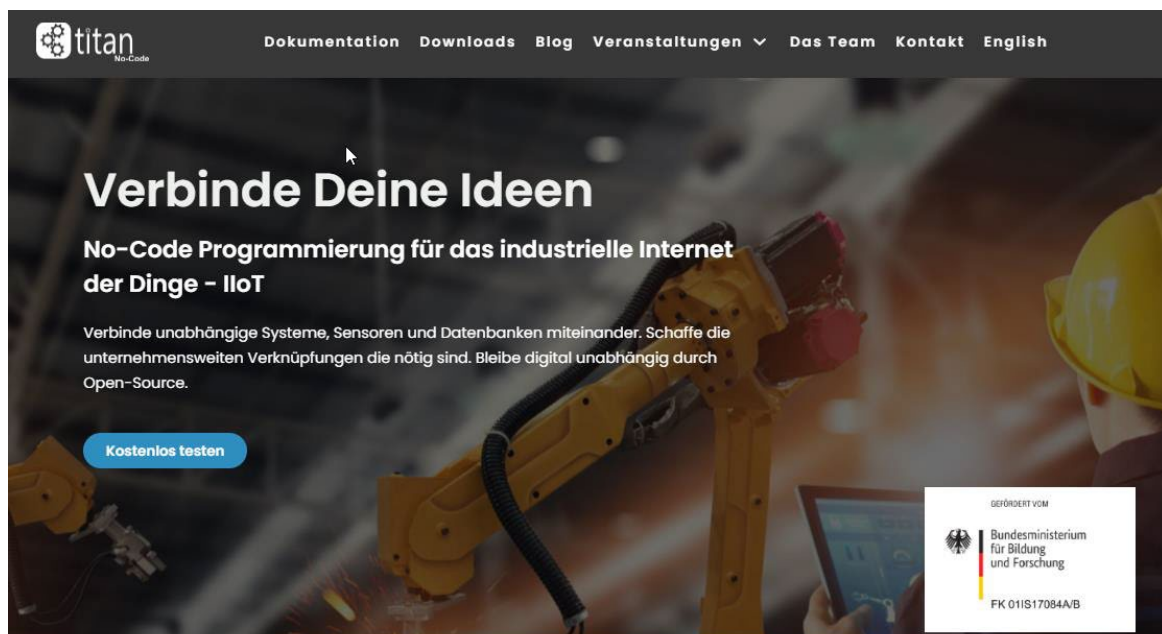 titan
No-Code
Dokumentation Downloads Blog Veranstaltungen Das Team Kontakt English
Verbinde Deine Ideen
No-Code Programmierung für das industrielle Internet
der Dinge - IIoT
Verbinde unabhängige Systeme, Sensoren und Datenbanken miteinander. Schaffe die
unternehmensweiten Verknüpfungen die nötig sind. Bleibe digital unabhängig durch
Open-Source.
Kostenlos testen
GEFÖRDERT VOM
Bundesministerium
für Bildung
und Forschung
FK 01IS17084A/B